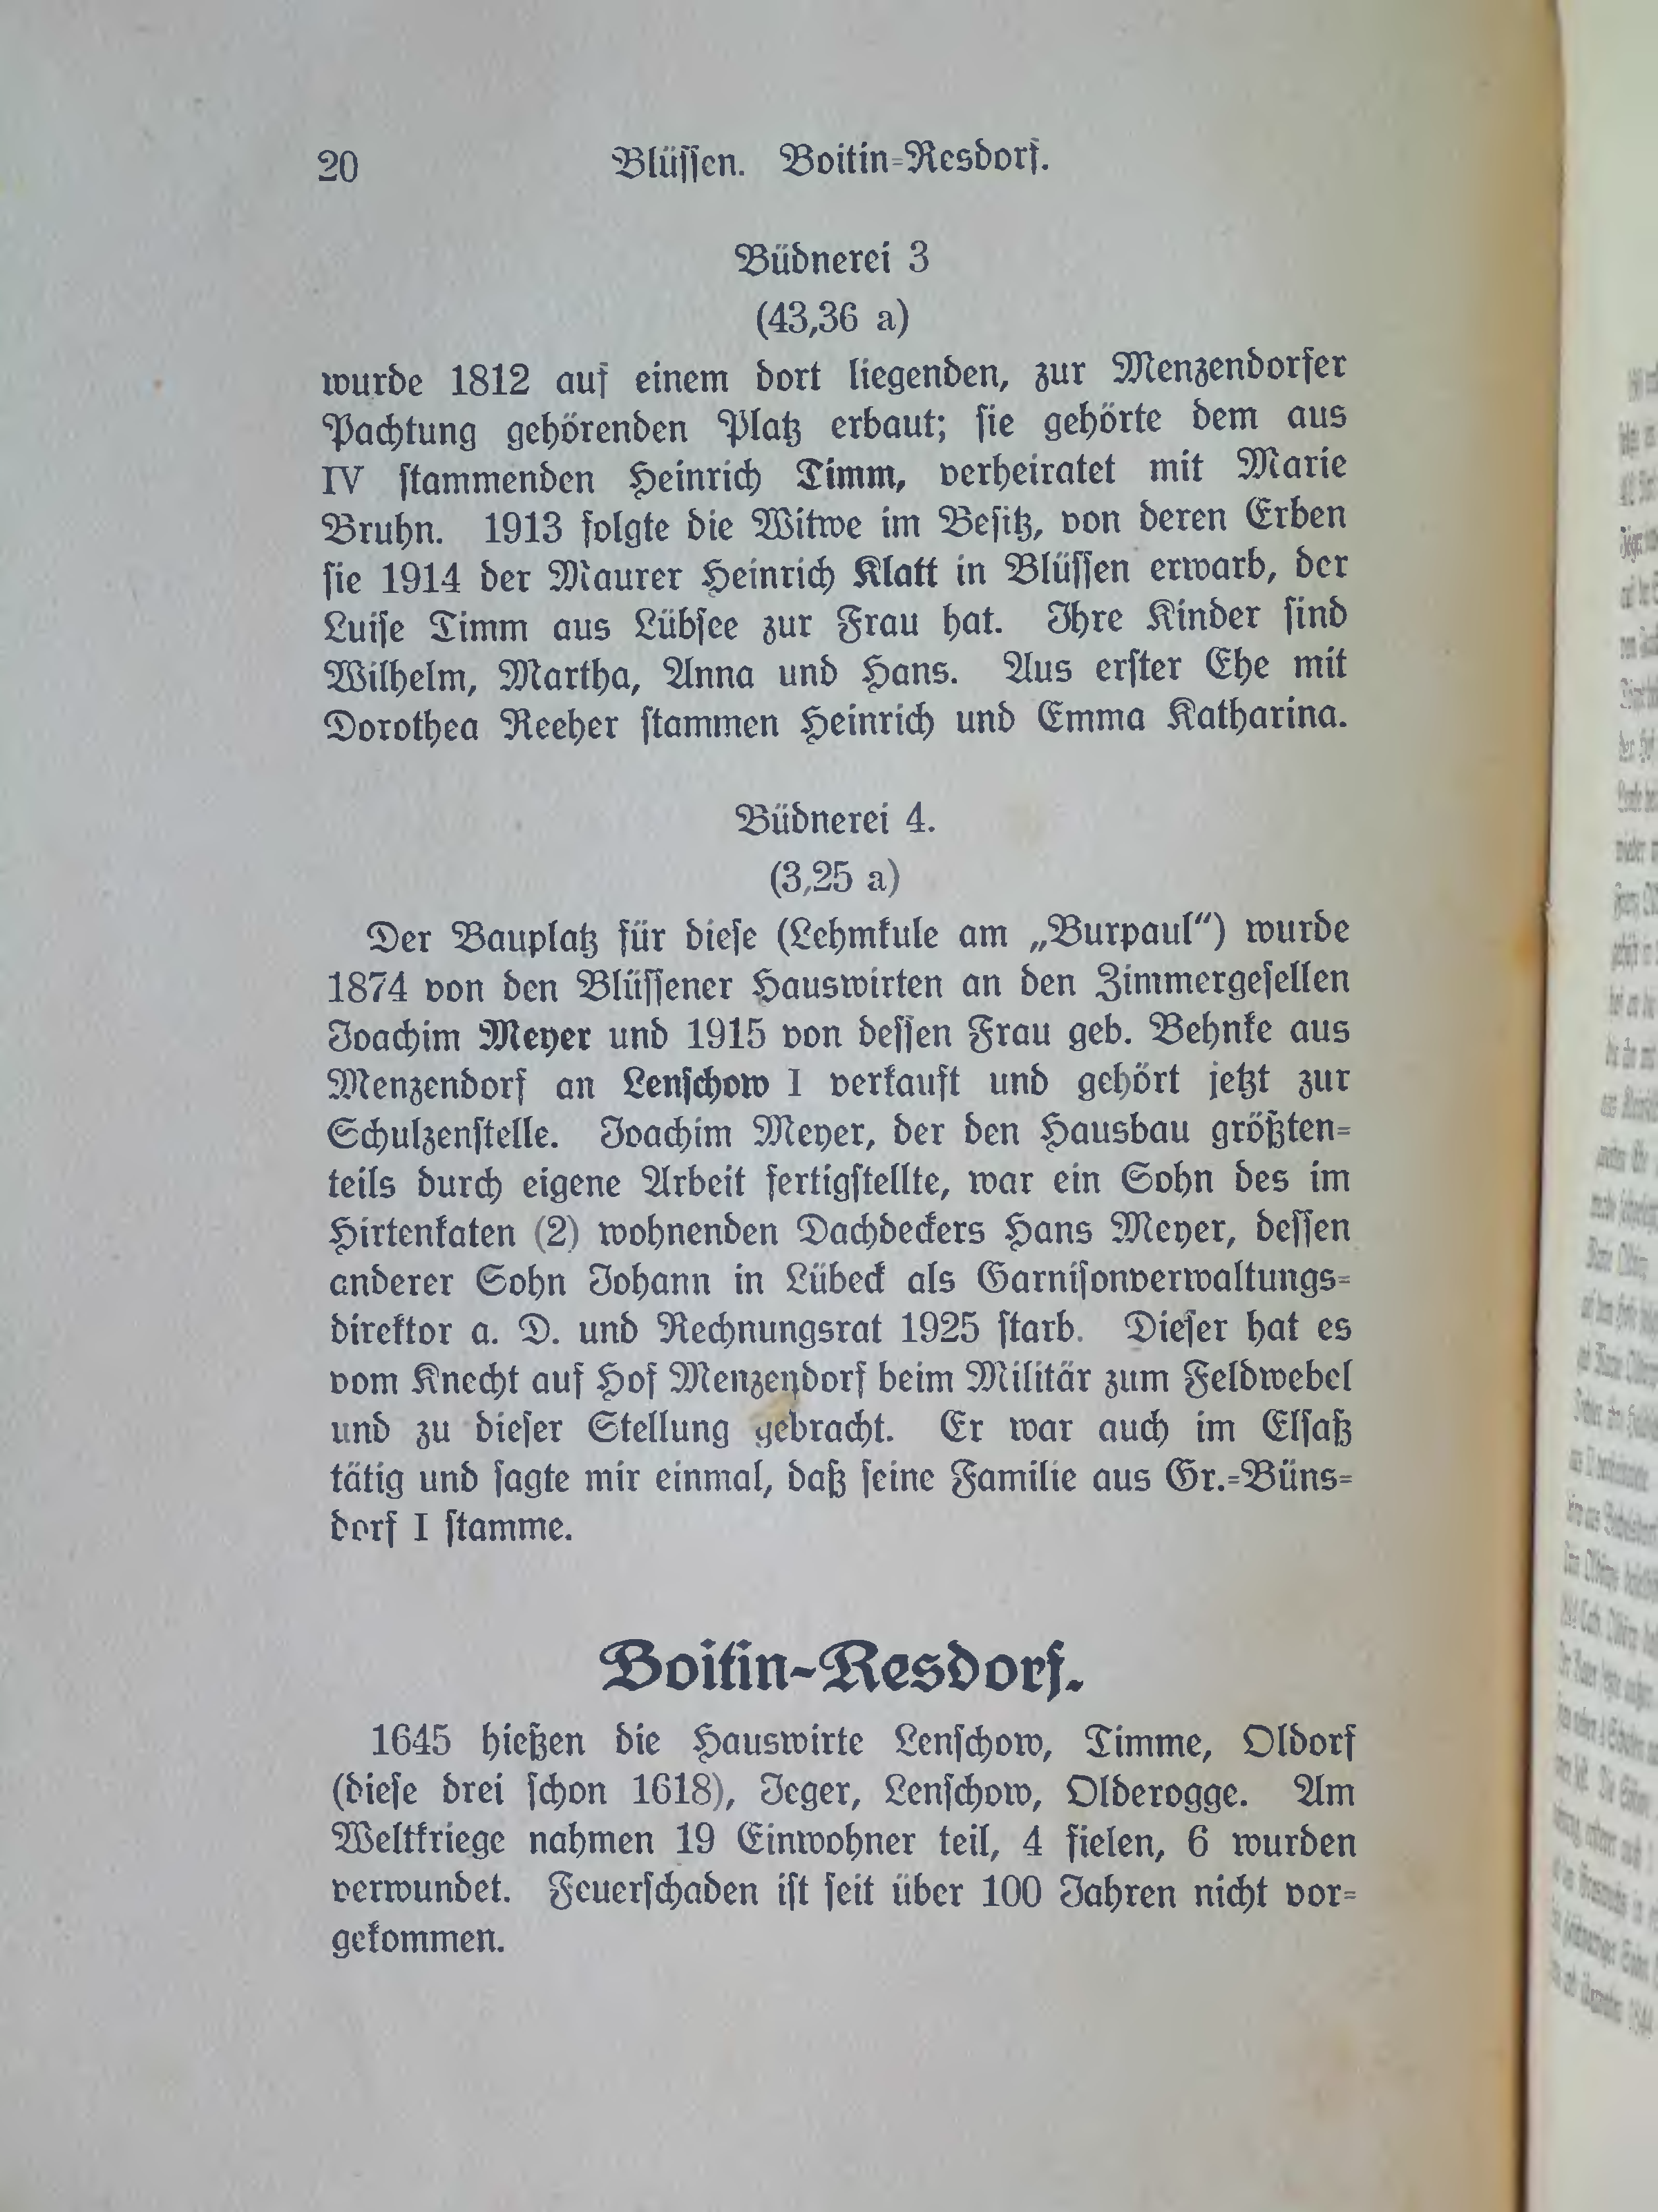 20 Blüssen. Boitin-Resdorf.
Büdnerei 3
(43,36 a)
wurde 1812 auf einem dort liegenden, zur Menzendorfer
Pachtung gehörenden Platz erbaut; sie gehörte dem aus
IV stammenden Heinrich Timm, verheiratet mit Marie
Bruhn. 1913 folgte die Witwe im Besitz, von deren Erben
sie 1914 der Maurer Heinrich Klatt in Blüssen erwarb, der
Luise Timm aus Lübsee zur Frau hat. Ihre Kinder sind
Wilhelm, Martha, Anna und Hans. Aus erster Ehe mit
Dorothea Reeher stammen Heinrich und Emma Katharina.
Büdnerei 4.
(3,25 a)
Der Bauplatz für diese (Lehmkule am „Burpaul“) wurde
1874 von den Blüssener Hauswirten an den Zimmergesellen
Joachim Meyer und 1915 von dessen Frau geb. Behnke aus
Menzendorf an Lenschow I verkauft und gehört jetzt zur
Schulzenstelle. Joachim Meyer, der den Hausbau größten-
teils durch eigene Arbeit fertigstellte, war ein Sohn des im
Hirtenkaten (2) wohnenden Dachdeckers Hans Meyer, dessen
anderer Sohn Johann in Lübeck als Garnisonverwaltungs-
direktor a. D. und Rechnungsrat 1925 starb. Dieser hat es
vom Knecht auf Hof Menzendorf beim Militär zum Feldwebel
und zu dieser Stellung gebracht. Er war auch im Elsaß
tätig und sagte mir einmal, daß seine Familie aus Gr.-Büns-
dorf I stamme.
Boitin-Resdorf.
1645 hießen die Hauswirte Lenschow, Timme, Oldorf
(diese drei schon 1618), Jeger, Lenschow, Olderogge. Am
Weltkriege nahmen 19 Einwohner teil, 4 fielen, 6 wurden
verwundet. Feuerschaden ist seit über 100 Jahren nicht vor-
gekommen.